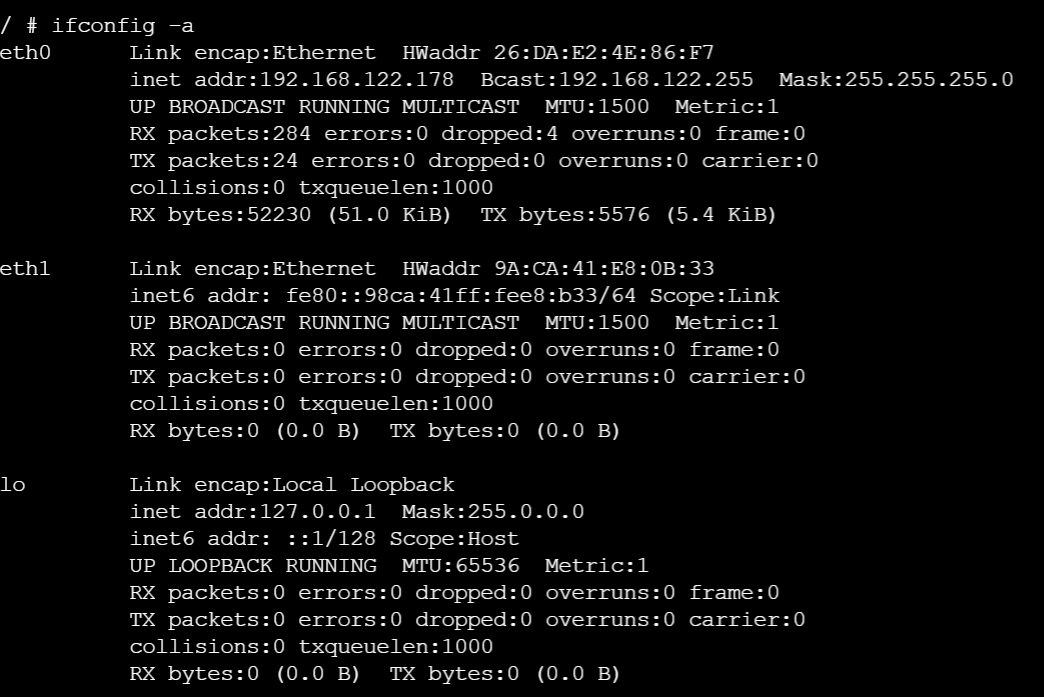 / # ifconfig -a
eth0      Link encap:Ethernet  HWaddr 26:DA:E2:4E:86:F7
          inet addr:192.168.122.178  Bcast:192.168.122.255  Mask:255.255.255.0
          UP BROADCAST RUNNING MULTICAST  MTU:1500  Metric:1
          RX packets:284 errors:0 dropped:4 overruns:0 frame:0
          TX packets:24 errors:0 dropped:0 overruns:0 carrier:0
          collisions:0 txqueuelen:1000
          RX bytes:52230 (51.0 KiB)  TX bytes:5576 (5.4 KiB)

eth1      Link encap:Ethernet  HWaddr 9A:CA:41:E8:0B:33
          inet6 addr: fe80::98ca:41ff:fee8:b33/64 Scope:Link
          UP BROADCAST RUNNING MULTICAST  MTU:1500  Metric:1
          RX packets:0 errors:0 dropped:0 overruns:0 frame:0
          TX packets:0 errors:0 dropped:0 overruns:0 carrier:0
          collisions:0 txqueuelen:1000
          RX bytes:0 (0.0 B)  TX bytes:0 (0.0 B)

lo        Link encap:Local Loopback
          inet addr:127.0.0.1  Mask:255.0.0.0
          inet6 addr: ::1/128 Scope:Host
          UP LOOPBACK RUNNING  MTU:65536  Metric:1
          RX packets:0 errors:0 dropped:0 overruns:0 frame:0
          TX packets:0 errors:0 dropped:0 overruns:0 carrier:0
          collisions:0 txqueuelen:1000
          RX bytes:0 (0.0 B)  TX bytes:0 (0.0 B)